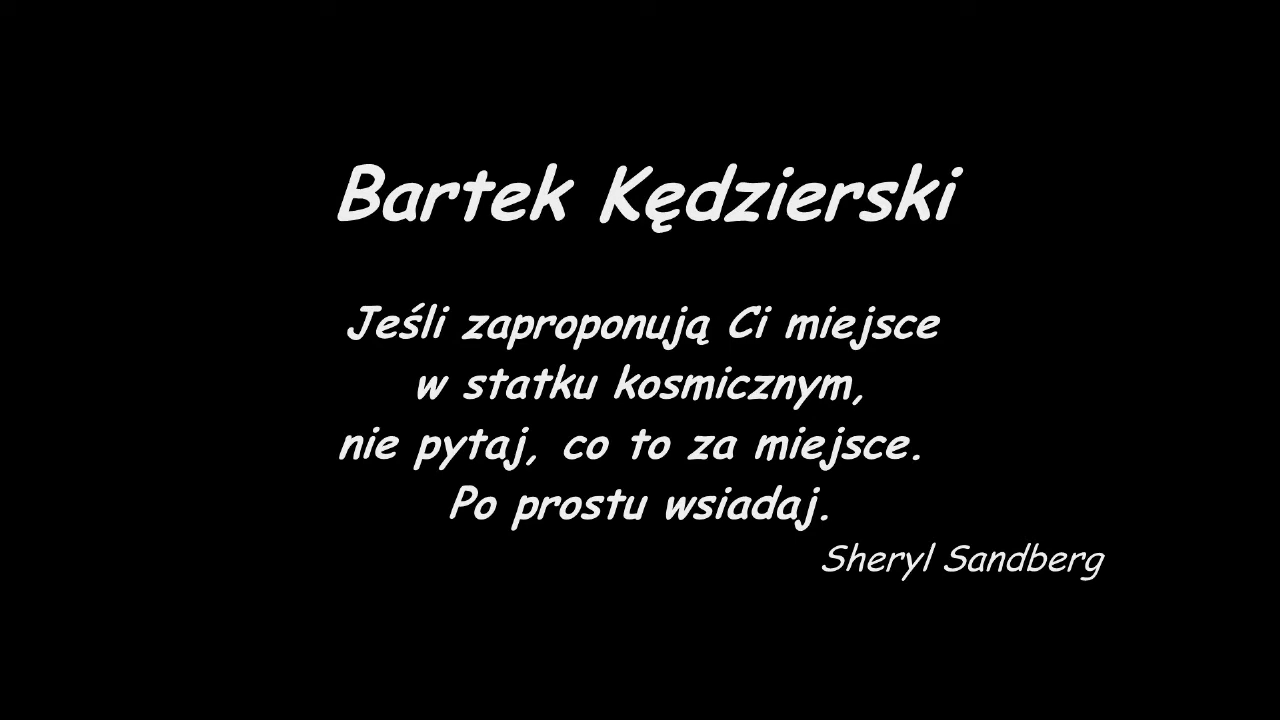 Bartek Kędzierski
Jeśli zaproponują Ci miejsce
w statku kosmicznym,
nie pytaj, co to za miejsce.
Po prostu wsiadaj.
Sheryl Sandberg